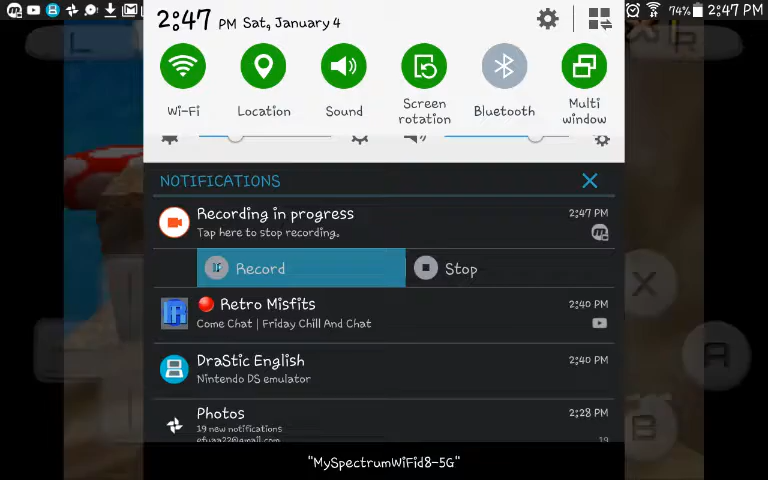 2:47 PM Sat, January 4
74% 2:47 PM
L
R
Wi-Fi
Location
Sound
Screen
rotation
Bluetooth
Multi
window
NOTIFICATIONS
Recording in progress 2:47 PM
Tap here to stop recording.
Record Stop
X
Retro Misfits 2:40 PM
Come Chat | Friday Chill And Chat
A
DraStic English 2:40 PM
Nintendo DS emulator
Photos 2:28 PM
19 new notifications
B
19
"MySpectrumWiFid8-5G"